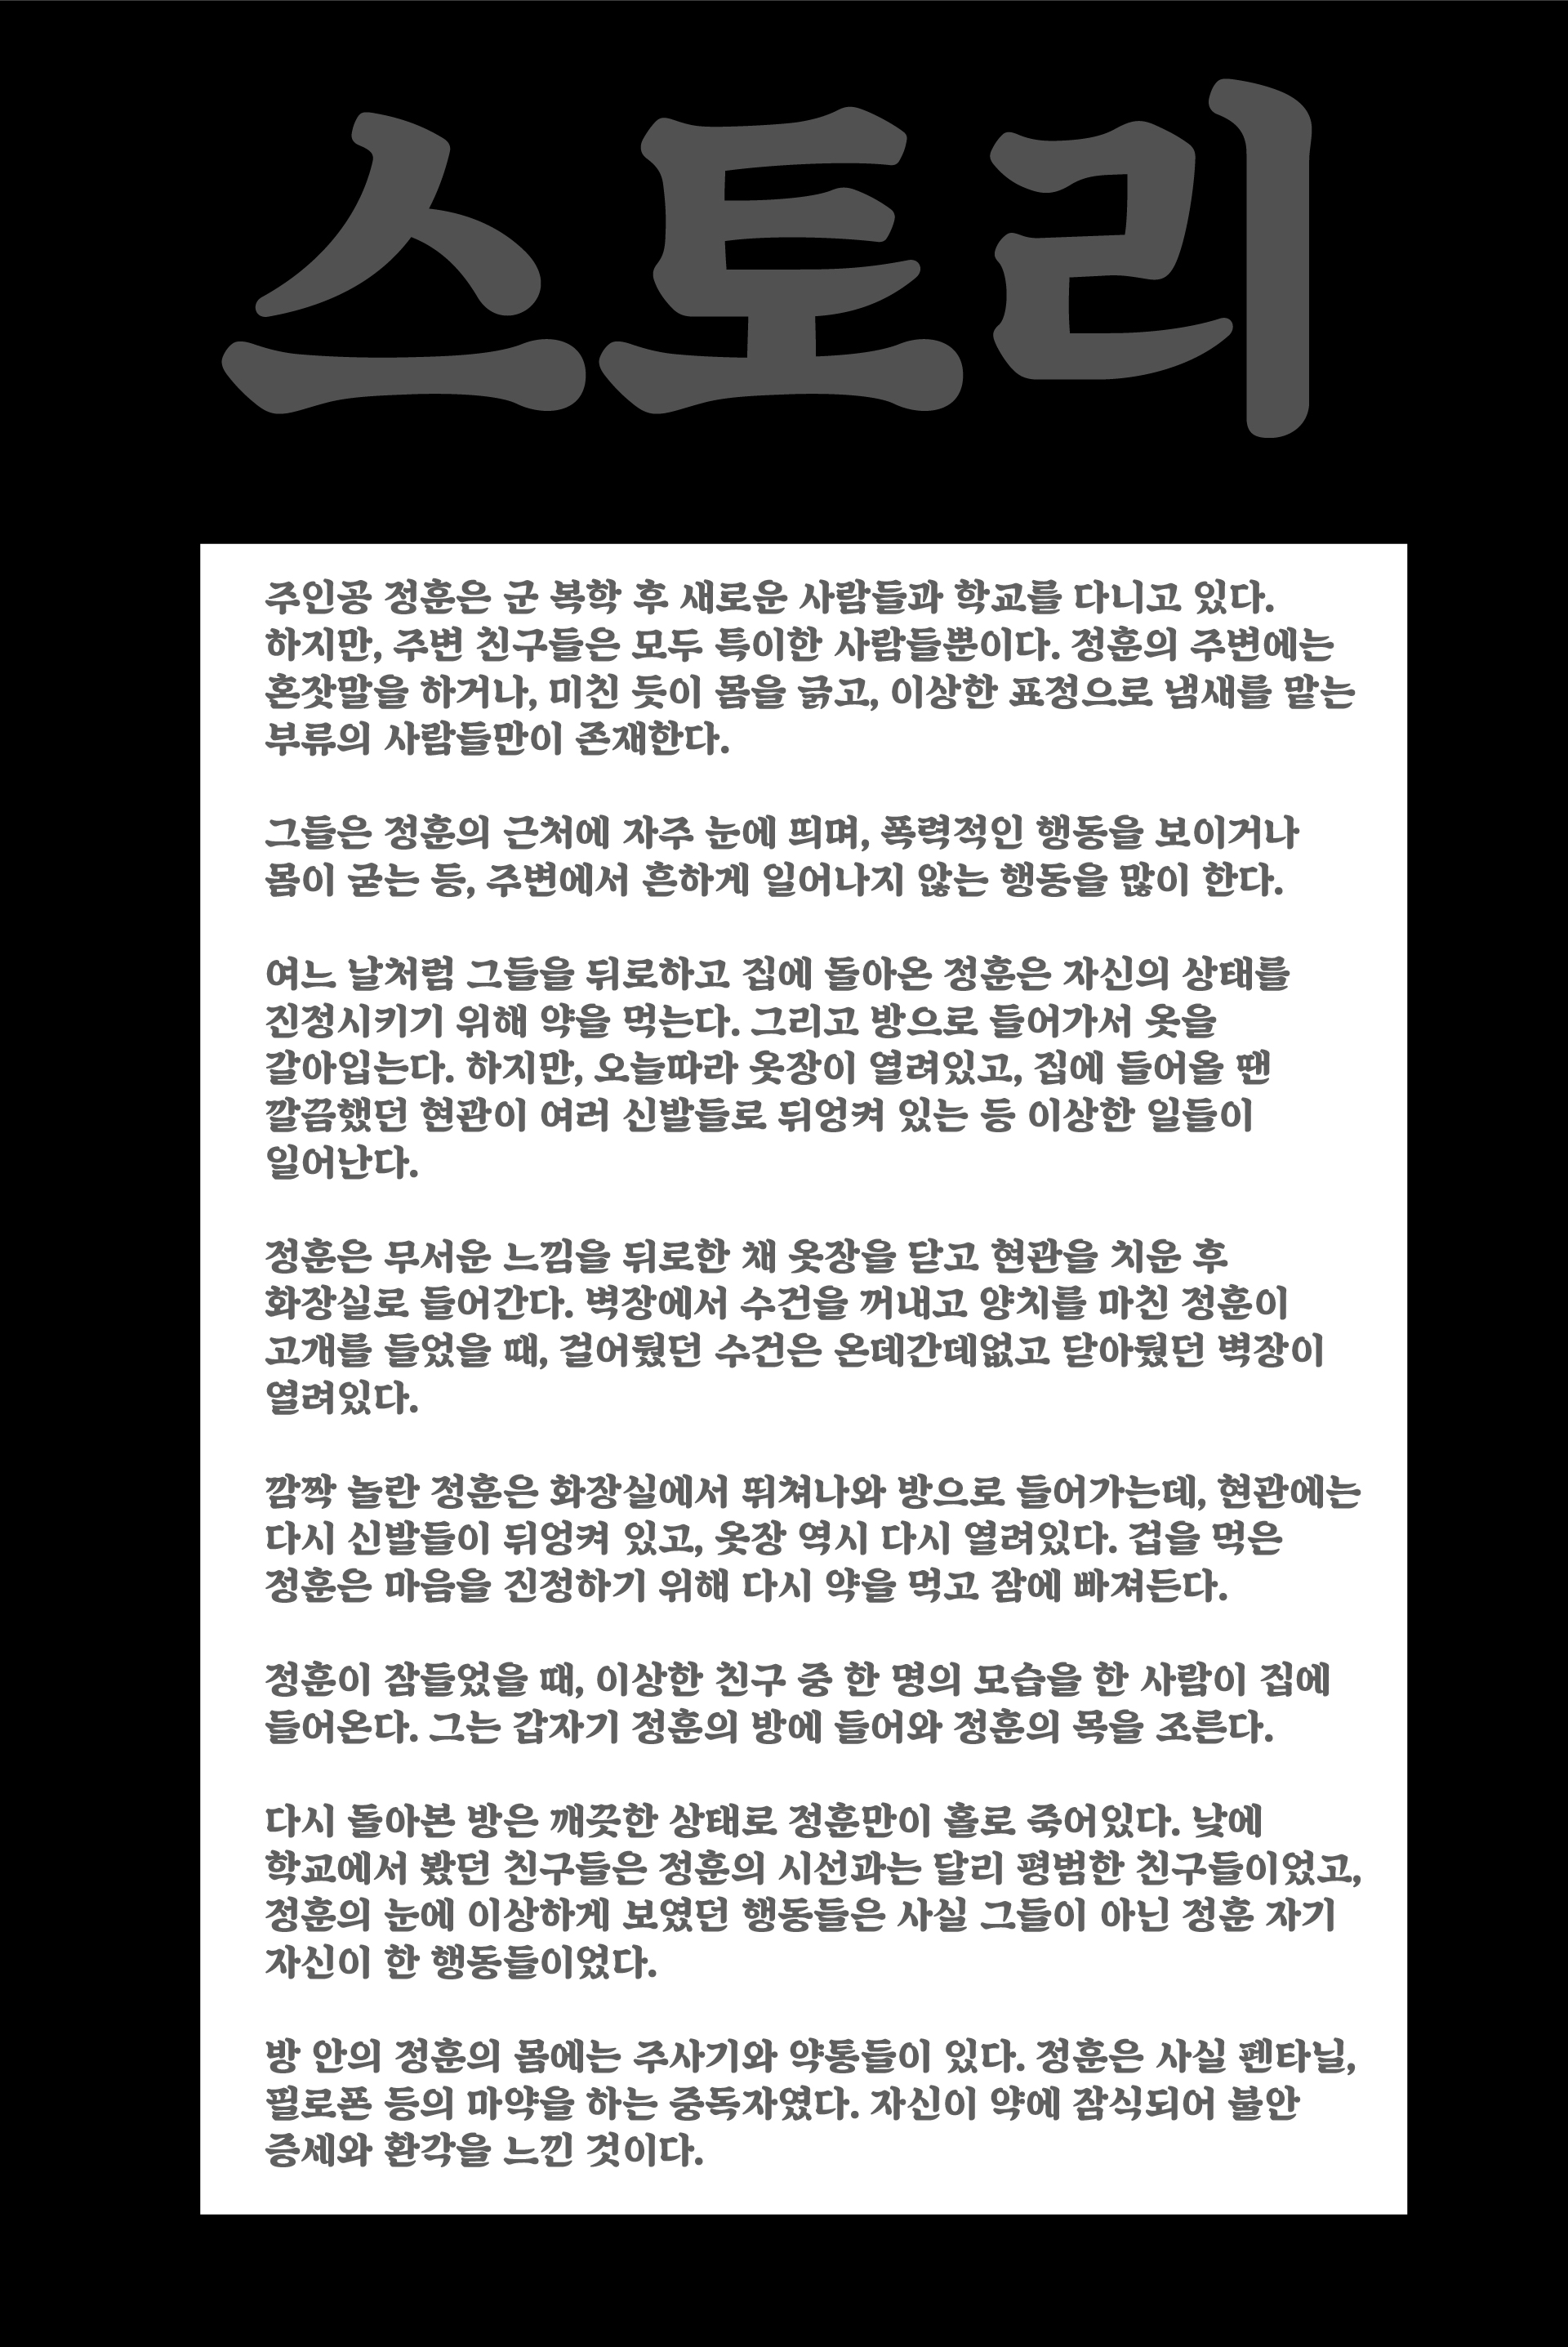 스토리
주인공 정훈은 군 복학 후 새로운 사람들과 학교를 다니고 있다.
하지만, 주변 친구들은 모두 특이한 사람들뿐이다. 정훈의 주변에는
혼잣말을 하거나, 미친 듯이 몸을 긁고, 이상한 표정으로 냄새를 맡는
부류의 사람들만이 존재한다.
그들은 정훈의 근처에 자주 눈에 띄며, 폭력적인 행동을 보이거나
몸이 굳는 등, 주변에서 흔하게 일어나지 않는 행동을 많이 한다.
여느 날처럼 그들을 뒤로하고 집에 돌아온 정훈은 자신의 상태를
진정시키기 위해 약을 먹는다. 그리고 방으로 들어가서 옷을
갈아입는다. 하지만, 오늘따라 옷장이 열려있고, 집에 들어올 땐
깔끔했던 현관이 여러 신발들로 뒤엉켜 있는 등 이상한 일들이
일어난다.
정훈은 무서운 느낌을 뒤로한 채 옷장을 닫고 현관을 치운 후
화장실로 들어간다. 벽장에서 수건을 꺼내고 양치를 마친 정훈이
고개를 들었을 때, 걸어뒀던 수건은 온데간데없고 닫아뒀던 벽장이
열려있다.
깜짝 놀란 정훈은 화장실에서 뛰쳐나와 방으로 들어가는데, 현관에는
다시 신발들이 뒤엉켜 있고, 옷장 역시 다시 열려있다. 겁을 먹은
정훈은 마음을 진정하기 위해 다시 약을 먹고 잠에 빠져든다.
정훈이 잠들었을 때, 이상한 친구 중 한 명의 모습을 한 사람이 집에
들어온다. 그는 갑자기 정훈의 방에 들어와 정훈의 목을 조른다.
다시 돌아본 방은 깨끗한 상태로 정훈만이 홀로 죽어있다. 낮에
학교에서 봤던 친구들은 정훈의 시선과는 달리 평범한 친구들이었고,
정훈의 눈에 이상하게 보였던 행동들은 사실 그들이 아닌 정훈 자기
자신이 한 행동들이었다.
방 안의 정훈의 몸에는 주사기와 약통들이 있다. 정훈은 사실 펜타닐,
필로폰 등의 마약을 하는 중독자였다. 자신이 약에 잠식되어 불안
증세와 환각을 느낀 것이다.